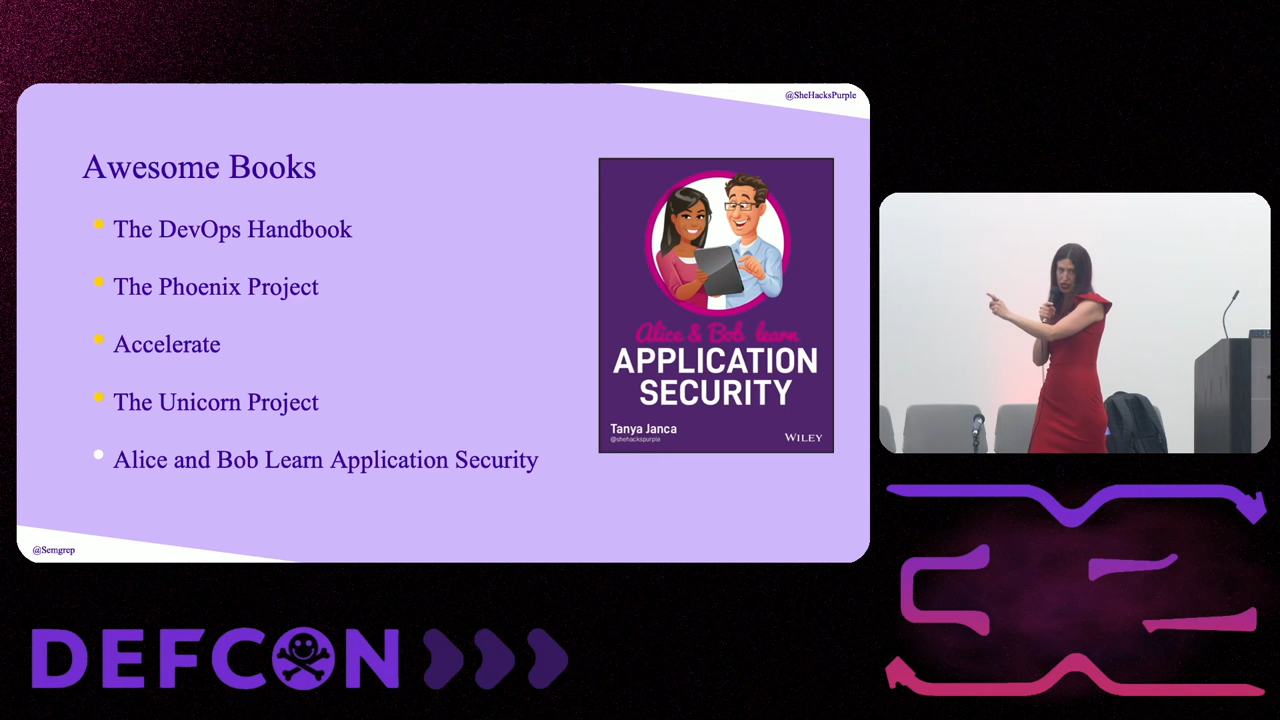 @SheHacksPurple
Awesome Books
The DevOps Handbook
The Phoenix Project
Accelerate
The Unicorn Project
Alice and Bob Learn Application Security
Alice & Bob learn
APPLICATION
SECURITY
Tanya Janca
@shehackspurple
WILEY
@Semgrep
DEFCON